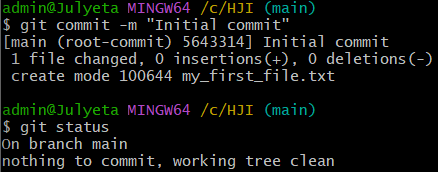 admin@Julyeta MINGW64 /c/HJI (main)
$ git commit -m "Initial commit"
[main (root-commit) 5643314] Initial commit
 1 file changed, 0 insertions(+), 0 deletions(-)
 create mode 100644 my_first_file.txt
admin@Julyeta MINGW64 /c/HJI (main)
$ git status
On branch main
nothing to commit, working tree clean